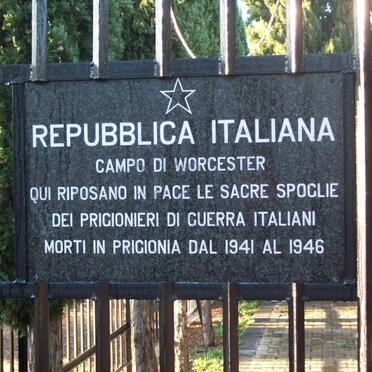 REPUBBLICA ITALIANA
CAMPO DI WORCESTER
QUI RIPOSANO IN PACE LE SACRE SPOGLIE
DEI PRIGIONIERI DI GUERRA ITALIANI
MORTI IN PRIGIONIA DAL 1941 AL 1946